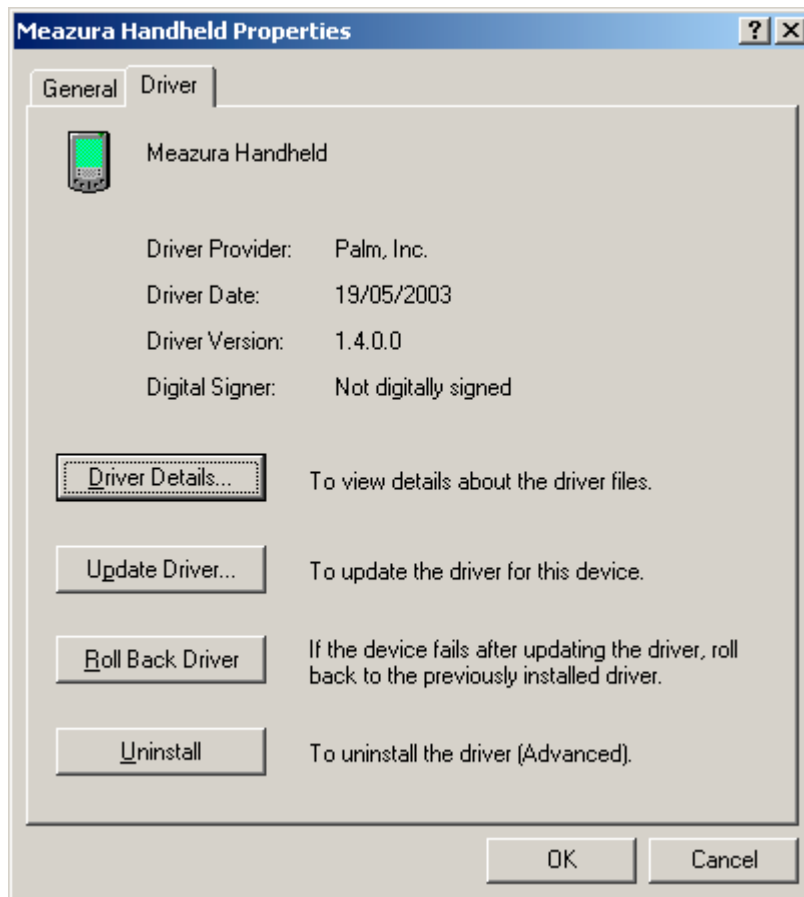 Meazura Handheld Properties
General
Driver
Meazura Handheld
Driver Provider: Palm, Inc.
Driver Date: 19/05/2003
Driver Version: 1.4.0.0
Digital Signer: Not digitally signed
Driver Details... To view details about the driver files.
Update Driver... To update the driver for this device.
Roll Back Driver If the device fails after updating the driver, roll
back to the previously installed driver.
Uninstall To uninstall the driver (Advanced).
OK Cancel